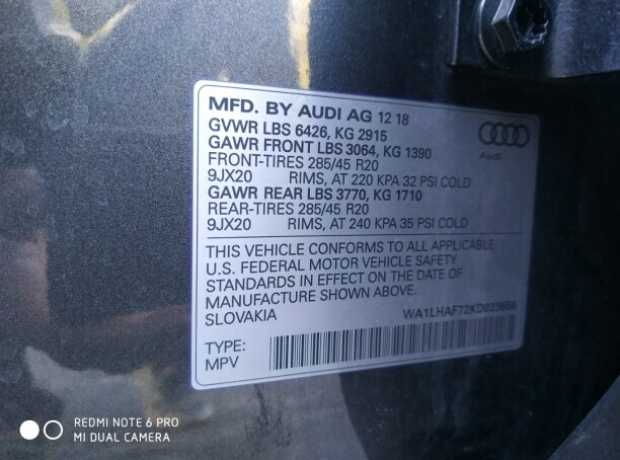 MFD. BY AUDI AG 12 18
GVWR LBS 6426, KG 2915
GAWR FRONT LBS 3064, KG 1390
FRONT-TIRES 285/45 R20
9JX20 RIMS, AT 220 KPA 32 PSI COLD
GAWR REAR LBS 3770, KG 1710
REAR-TIRES 285/45 R20
9JX20 RIMS, AT 240 KPA 35 PSI COLD
Audi
THIS VEHICLE CONFORMS TO ALL APPLICABLE
U.S. FEDERAL MOTOR VEHICLE SAFETY
STANDARDS IN EFFECT ON THE DATE OF
MANUFACTURE SHOWN ABOVE.
SLOVAKIA
TYPE:
MPV
REDMI NOTE 6 PRO
MI DUAL CAMERA